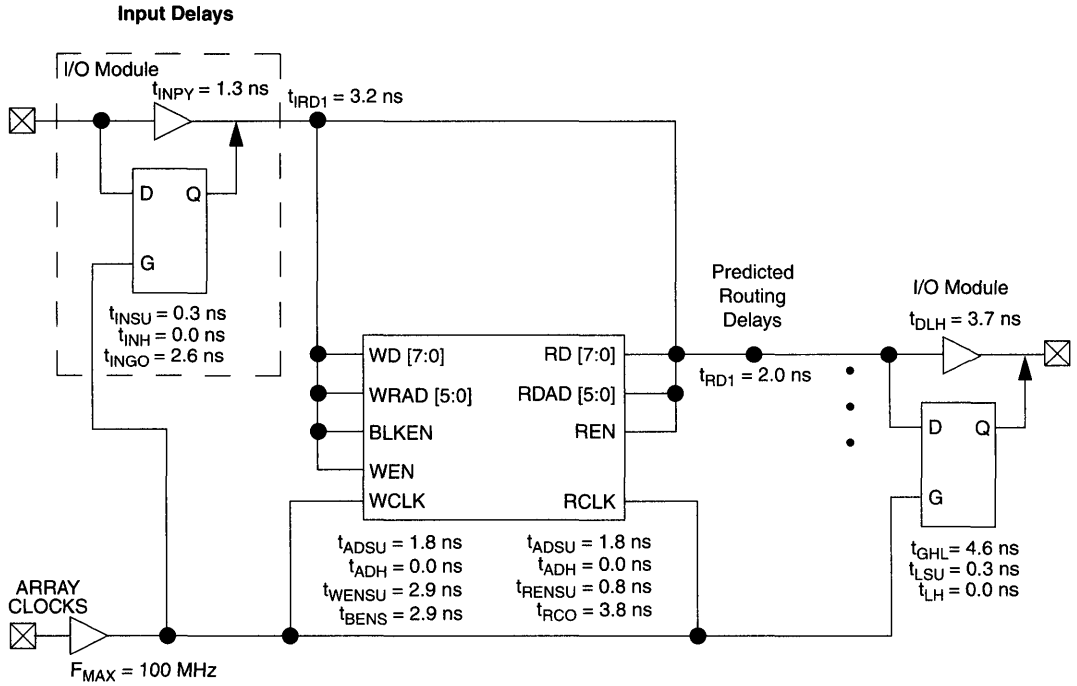 Input Delays
I/O Module
tINPY = 1.3 ns
tIRD1 = 3.2 ns
D Q
G
tINSU = 0.3 ns
tINH = 0.0 ns
tINGO = 2.6 ns
Predicted
Routing
Delays
I/O Module
tDLH = 3.7 ns
WD [7:0] RD [7:0]
tRD1 = 2.0 ns
WRAD [5:0] RDAD [5:0]
BLKEN REN
WEN
WCLK RCLK
D Q
G
tADSU = 1.8 ns
tADH = 0.0 ns
tWENSU = 2.9 ns
tBENS = 2.9 ns
tADSU = 1.8 ns
tADH = 0.0 ns
tRENSU = 0.8 ns
tRCO = 3.8 ns
tGHL = 4.6 ns
tLSU = 0.3 ns
tLH = 0.0 ns
ARRAY
CLOCKS
FMAX = 100 MHz